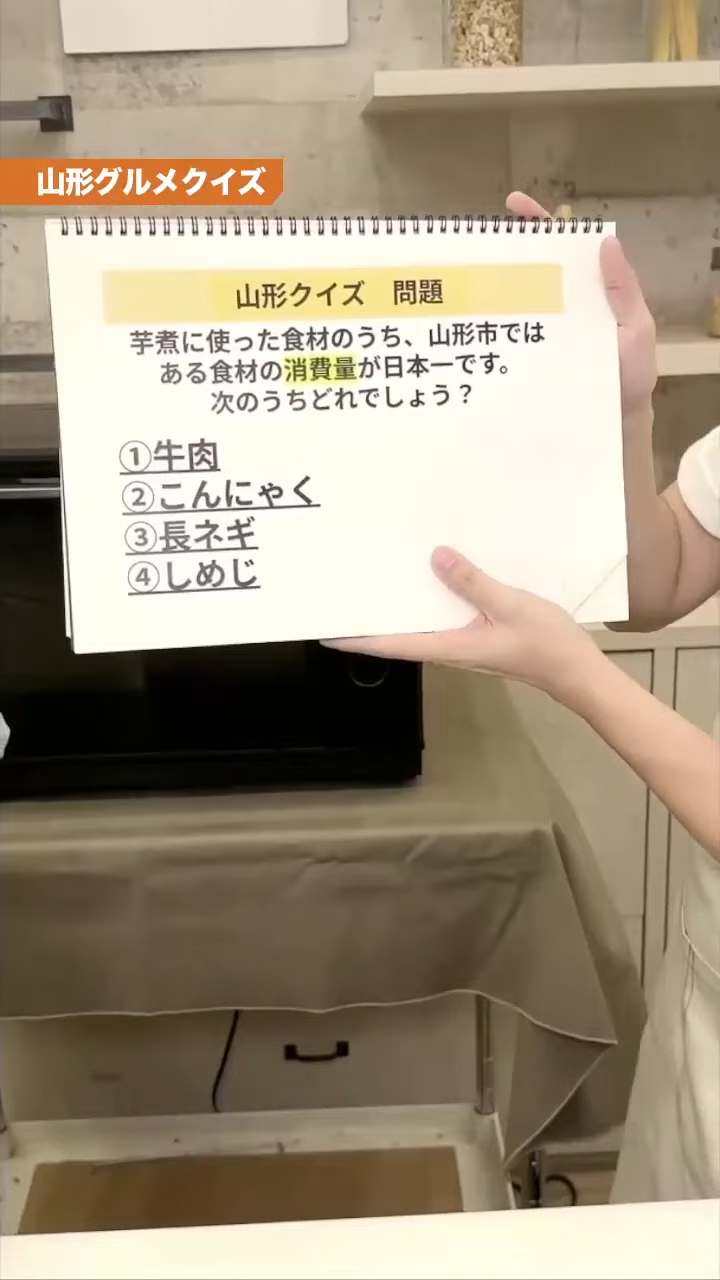 山形グルメクイズ
山形クイズ 問題
芋煮に使った食材のうち、山形市では
ある食材の消費量が日本一です。
次のうちどれでしょう？
①牛肉
②こんにゃく
③長ネギ
④しめじ